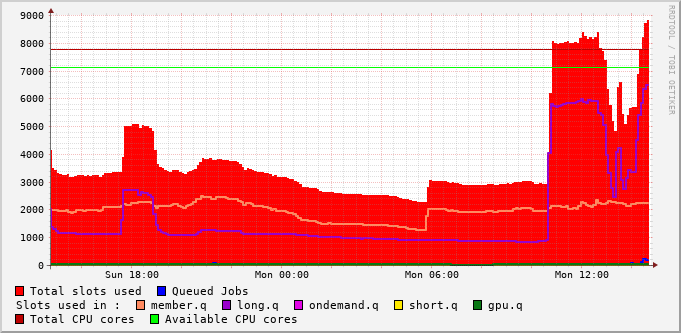 9000
8000
7000
6000
5000
4000
3000
2000
1000
0
Sun 18:00 Mon 00:00 Mon 06:00 Mon 12:00
RRDTOOL / TOBI OETIKER
Total slots used Queued Jobs
Slots used in : member.q long.q ondemand.q short.q gpu.q
Total CPU cores Available CPU cores